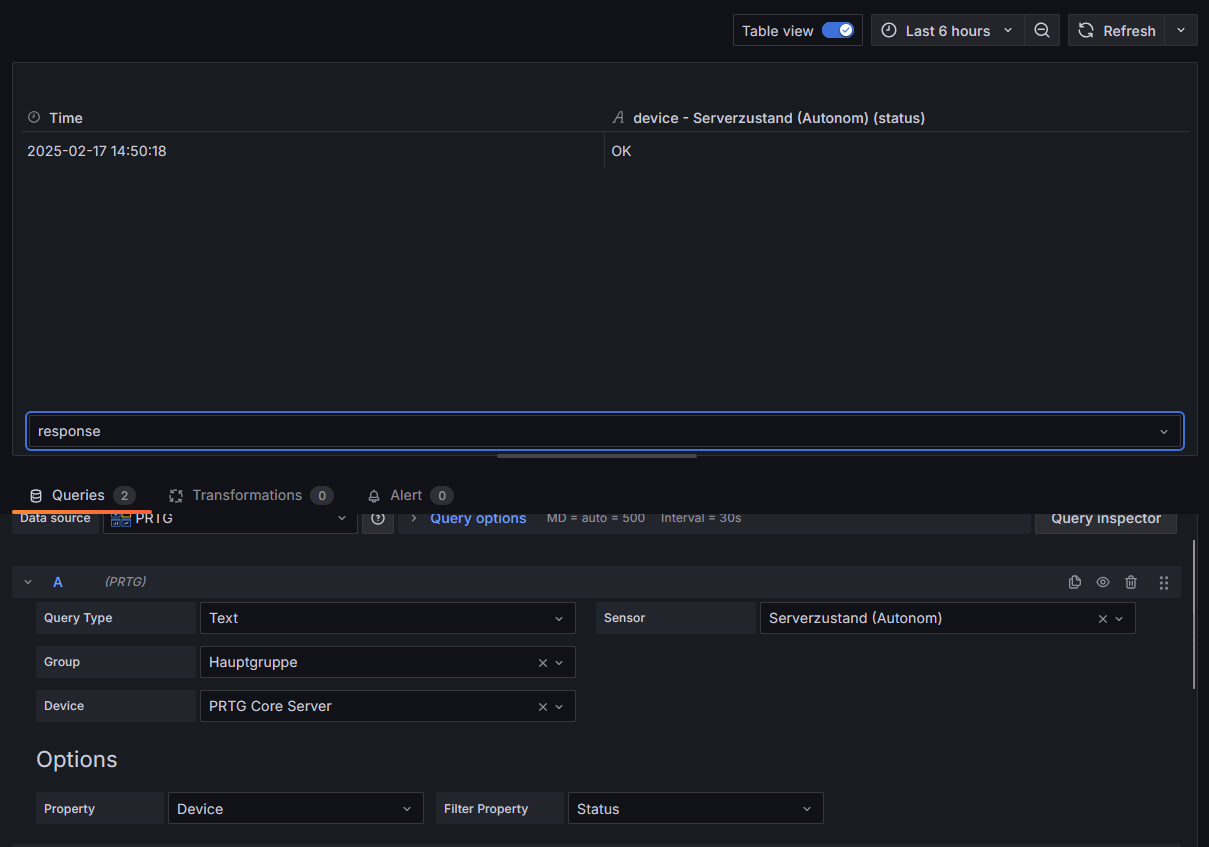 Table view Last 6 hours Refresh
Time device - Serverzustand (Autonom) (status)
2025-02-17 14:50:18 OK
response
Queries 2 Transformations 0 Alert 0
Data source PRTG Query options MD = auto = 500 Interval = 30s Query inspector
A (PRTG)
Query Type Text Sensor Serverzustand (Autonom)
Group Hauptgruppe
Device PRTG Core Server
Options
Property Device Filter Property Status